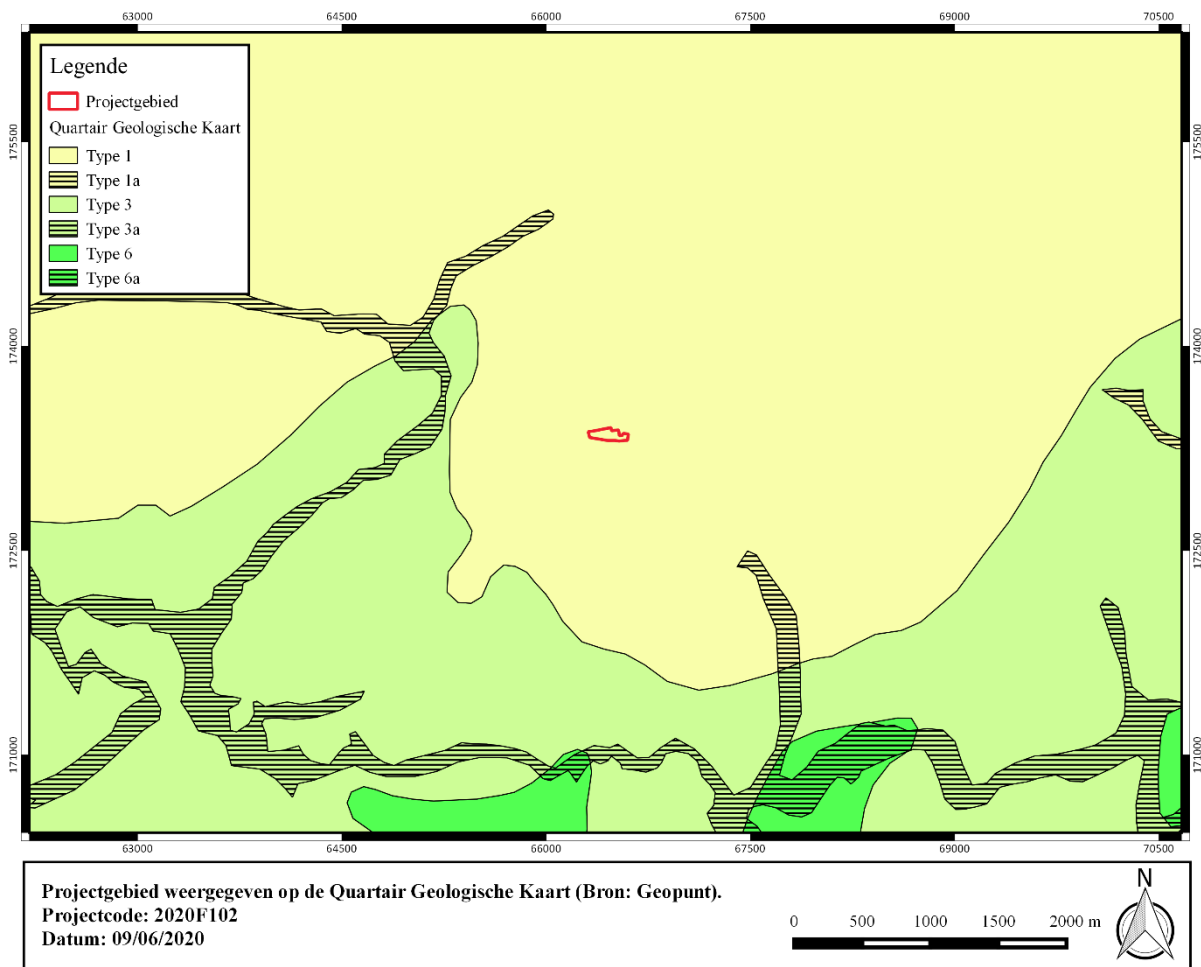 63000 64500 66000 67500 69000 70500
Legende
Projectgebied
Quartair Geologische Kaart
Type 1
Type 1a
Type 3
Type 3a
Type 6
Type 6a
175500 175500
174000 174000
172500 172500
171000 171000
63000 64500 66000 67500 69000 70500
Projectgebied weergegeven op de Quartair Geologische Kaart (Bron: Geopunt).
Projectcode: 2020F102
Datum: 09/06/2020
0 500 1000 1500 2000 m
N